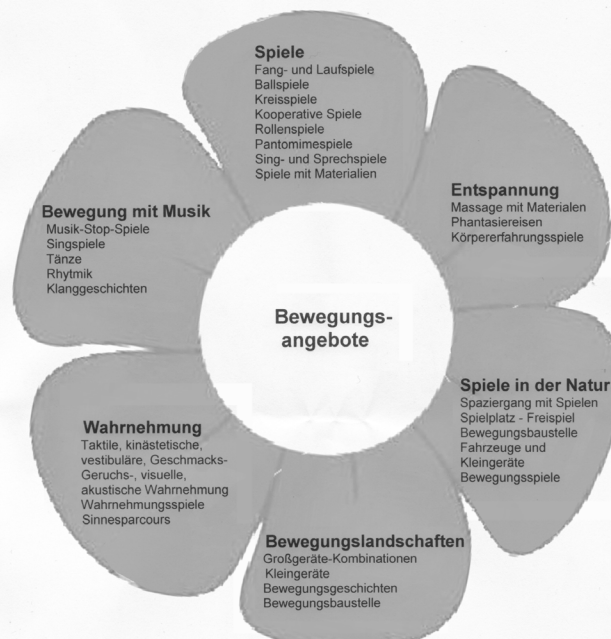 Spiele
Fang- und Laufspiele
Ballspiele
Kreisspiele
Kooperative Spiele
Rollenspiele
Pantomimespiele
Sing- und Sprechspiele
Spiele mit Materialien
Entspannung
Massage mit Materialen
Phantasiereisen
Körpererfahrungsspiele
Bewegung mit Musik
Musik-Stop-Spiele
Singspiele
Tänze
Rhytmik
Klanggeschichten
Bewegungs-
angebote
Spiele in der Natur
Spaziergang mit Spielen
Spielplatz - Freispiel
Bewegungsbaustelle
Fahrzeuge und
Kleingeräte
Bewegungsspiele
Wahrnehmung
Taktile, kinästetische,
vestibuläre, Geschmacks-
Geruchs-, visuelle,
akustische Wahrnehmung
Wahrnehmungsspiele
Sinnesparcours
Bewegungslandschaften
Großgeräte-Kombinationen
Kleingeräte
Bewegungsgeschichten
Bewegungsbaustelle